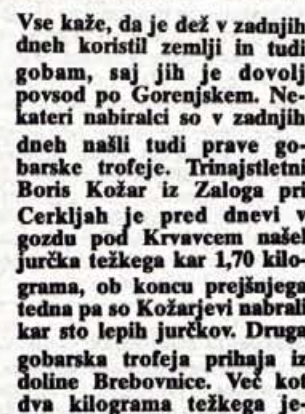 Vse kaže, da je dež v zadnjih
dneh koristil zemlji in tudi
gobam, saj jih je dovolj
povsod po Gorenjskem. Ne-
kateri nabiralci so v zadnjih
dneh našli tudi prave go-
barske trofeje. Trinajstletni
Boris Kožar iz Zaloga pri
Cerkljah je pred dnevi v
gozdu pod Krvavcem našel
jurčka težkega kar 1,70 kilo-
grama, ob koncu prejšnjega
tedna pa so Kožarjevi nabrali
kar sto lepih jurčkov. Druga
gobarska trofeja prihaja iz
doline Brebovnice. Več kot
dva kilograma težkega je